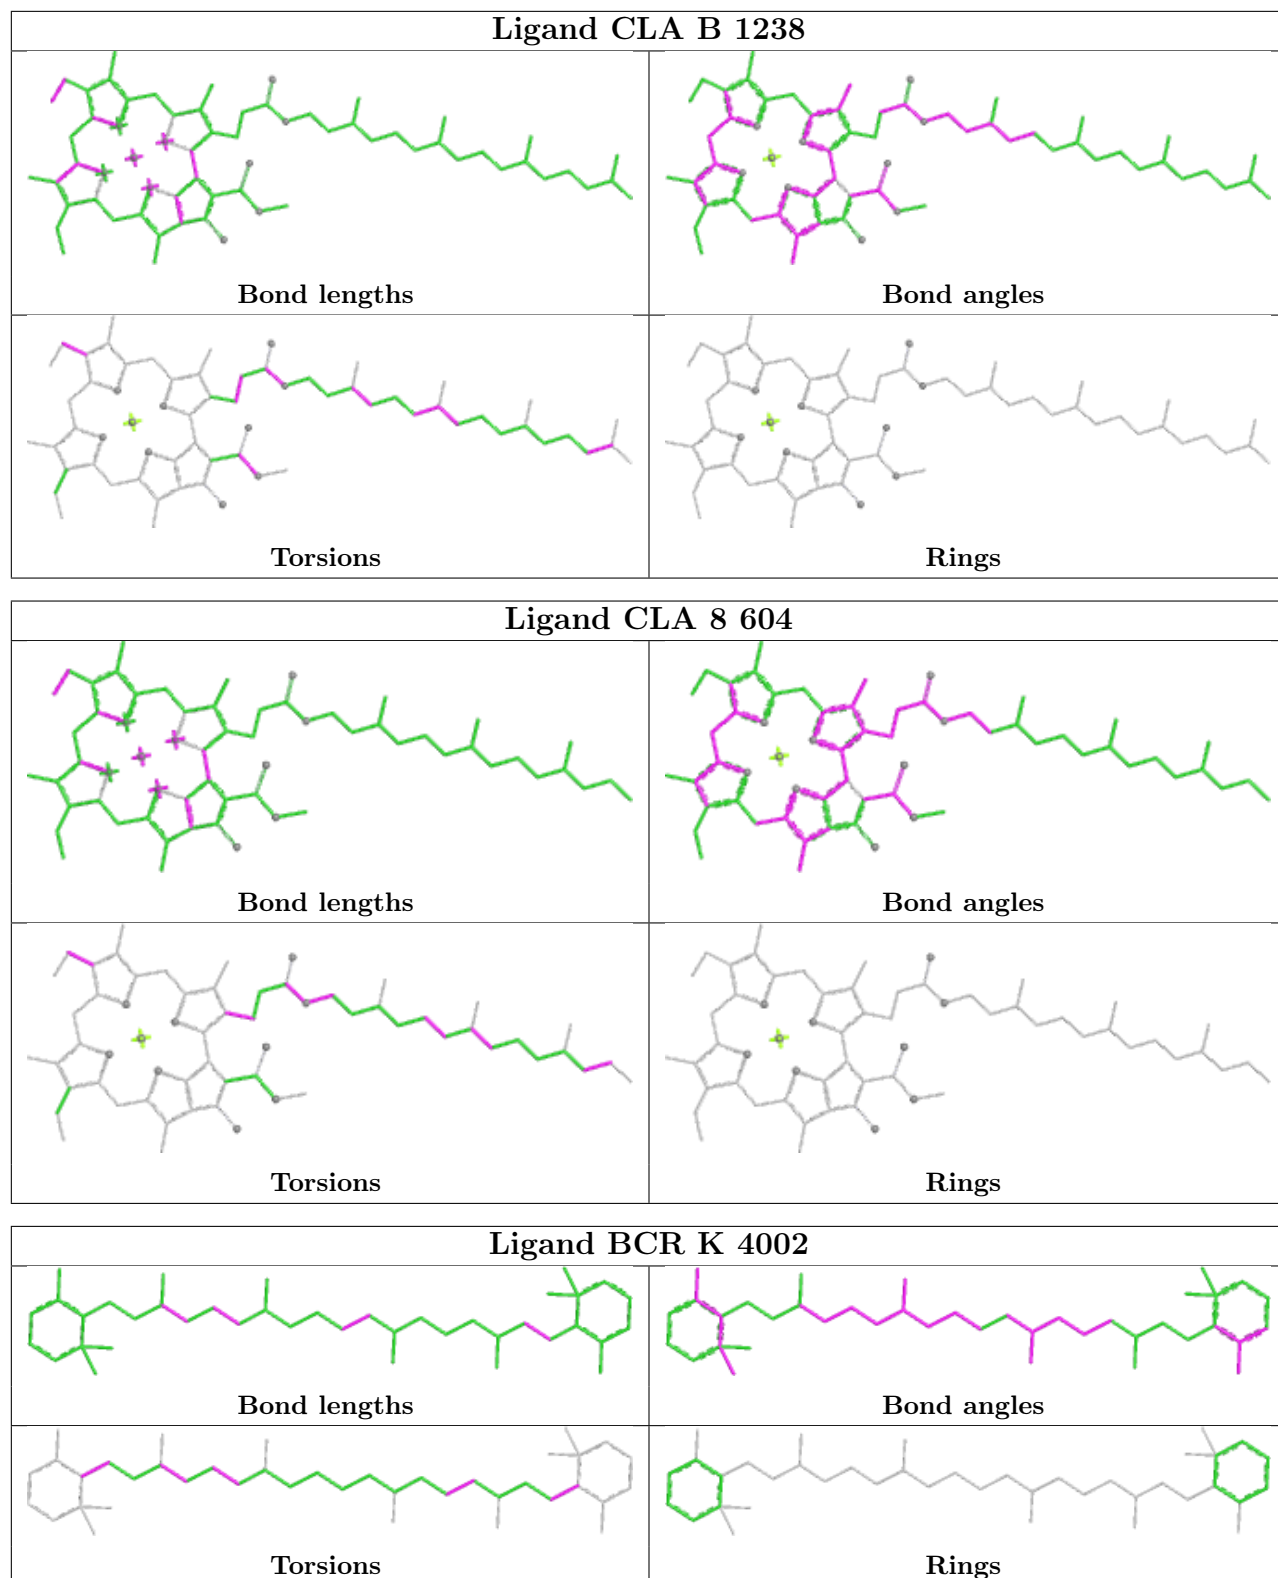 Ligand CLA B 1238
Bond lengths
Bond angles
Torsions
Rings
Ligand CLA 8 604
Bond lengths
Bond angles
Torsions
Rings
Ligand BCR K 4002
Bond lengths
Bond angles
Torsions
Rings